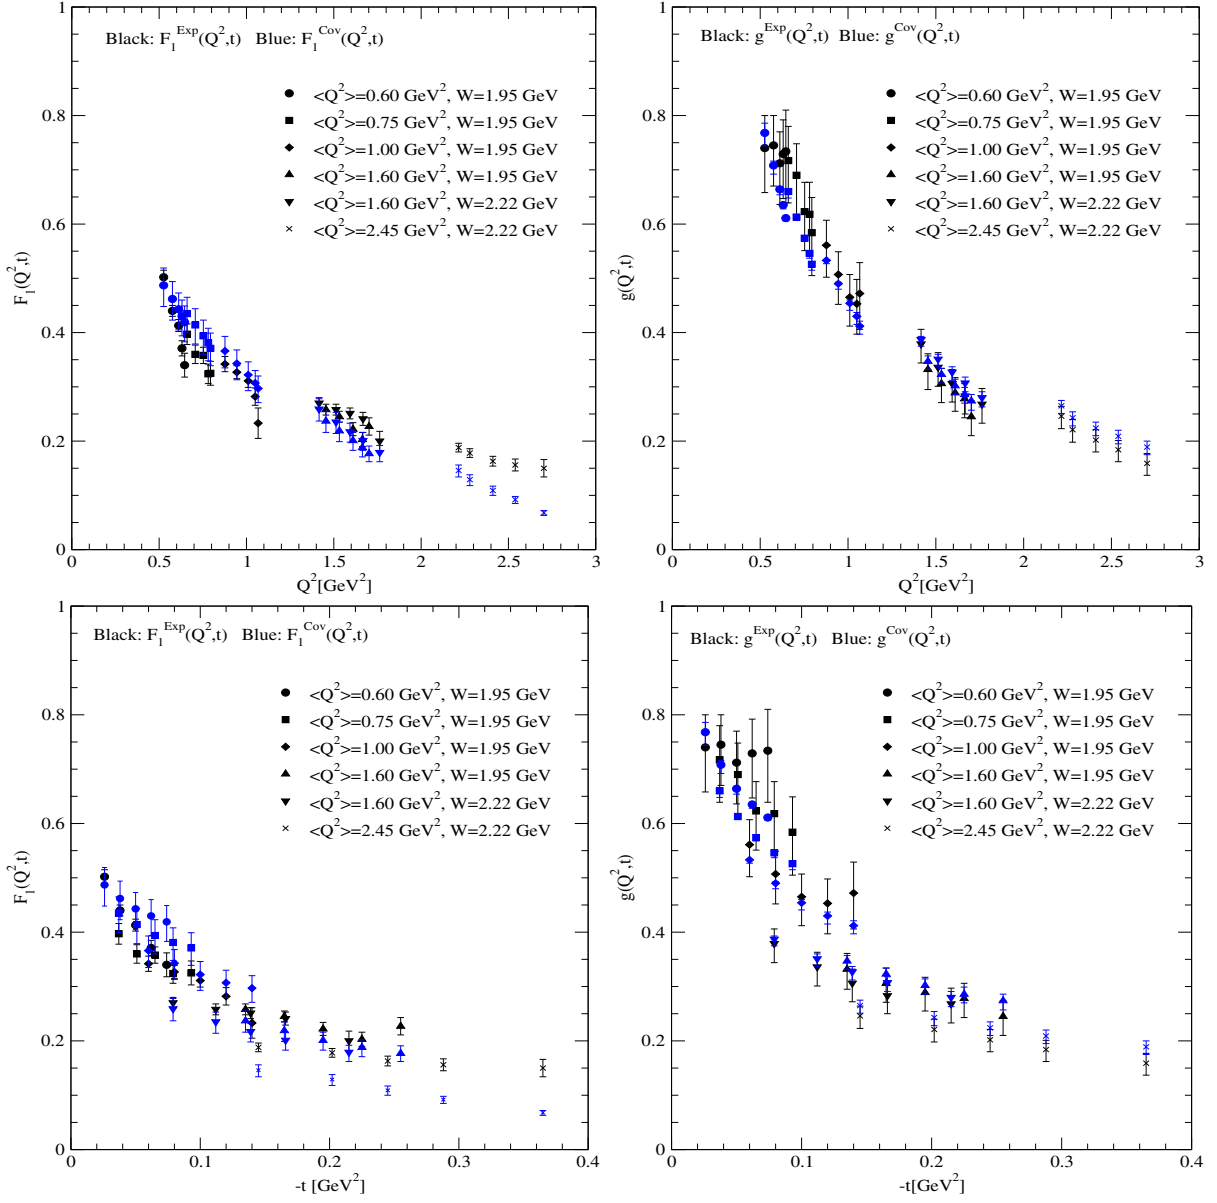 Black: F₁^Exp(Q²,t) Blue: F₁^Cov(Q²,t)
<Q²>=0.60 GeV², W=1.95 GeV
<Q²>=0.75 GeV², W=1.95 GeV
<Q²>=1.00 GeV², W=1.95 GeV
<Q²>=1.60 GeV², W=1.95 GeV
<Q²>=1.60 GeV², W=2.22 GeV
<Q²>=2.45 GeV², W=2.22 GeV
F₁(Q²,t)
1
0.8
0.6
0.4
0.2
0
0 0.5 1 1.5 2 2.5 3
Q²[GeV²]
Black: g^Exp(Q²,t) Blue: g^Cov(Q²,t)
<Q²>=0.60 GeV², W=1.95 GeV
<Q²>=0.75 GeV², W=1.95 GeV
<Q²>=1.00 GeV², W=1.95 GeV
<Q²>=1.60 GeV², W=1.95 GeV
<Q²>=1.60 GeV², W=2.22 GeV
<Q²>=2.45 GeV², W=2.22 GeV
g(Q²,t)
1
0.8
0.6
0.4
0.2
0
0 0.5 1 1.5 2 2.5 3
Q²[GeV²]
Black: F₁^Exp(Q²,t) Blue: F₁^Cov(Q²,t)
<Q²>=0.60 GeV², W=1.95 GeV
<Q²>=0.75 GeV², W=1.95 GeV
<Q²>=1.00 GeV², W=1.95 GeV
<Q²>=1.60 GeV², W=1.95 GeV
<Q²>=1.60 GeV², W=2.22 GeV
<Q²>=2.45 GeV², W=2.22 GeV
F₁(Q²,t)
1
0.8
0.6
0.4
0.2
0
0 0.1 0.2 0.3 0.4
-t [GeV²]
Black: g^Exp(Q²,t) Blue: g^Cov(Q²,t)
<Q²>=0.60 GeV², W=1.95 GeV
<Q²>=0.75 GeV², W=1.95 GeV
<Q²>=1.00 GeV², W=1.95 GeV
<Q²>=1.60 GeV², W=1.95 GeV
<Q²>=1.60 GeV², W=2.22 GeV
<Q²>=2.45 GeV², W=2.22 GeV
g(Q²,t)
1
0.8
0.6
0.4
0.2
0
0 0.1 0.2 0.3 0.4
-t[GeV²]